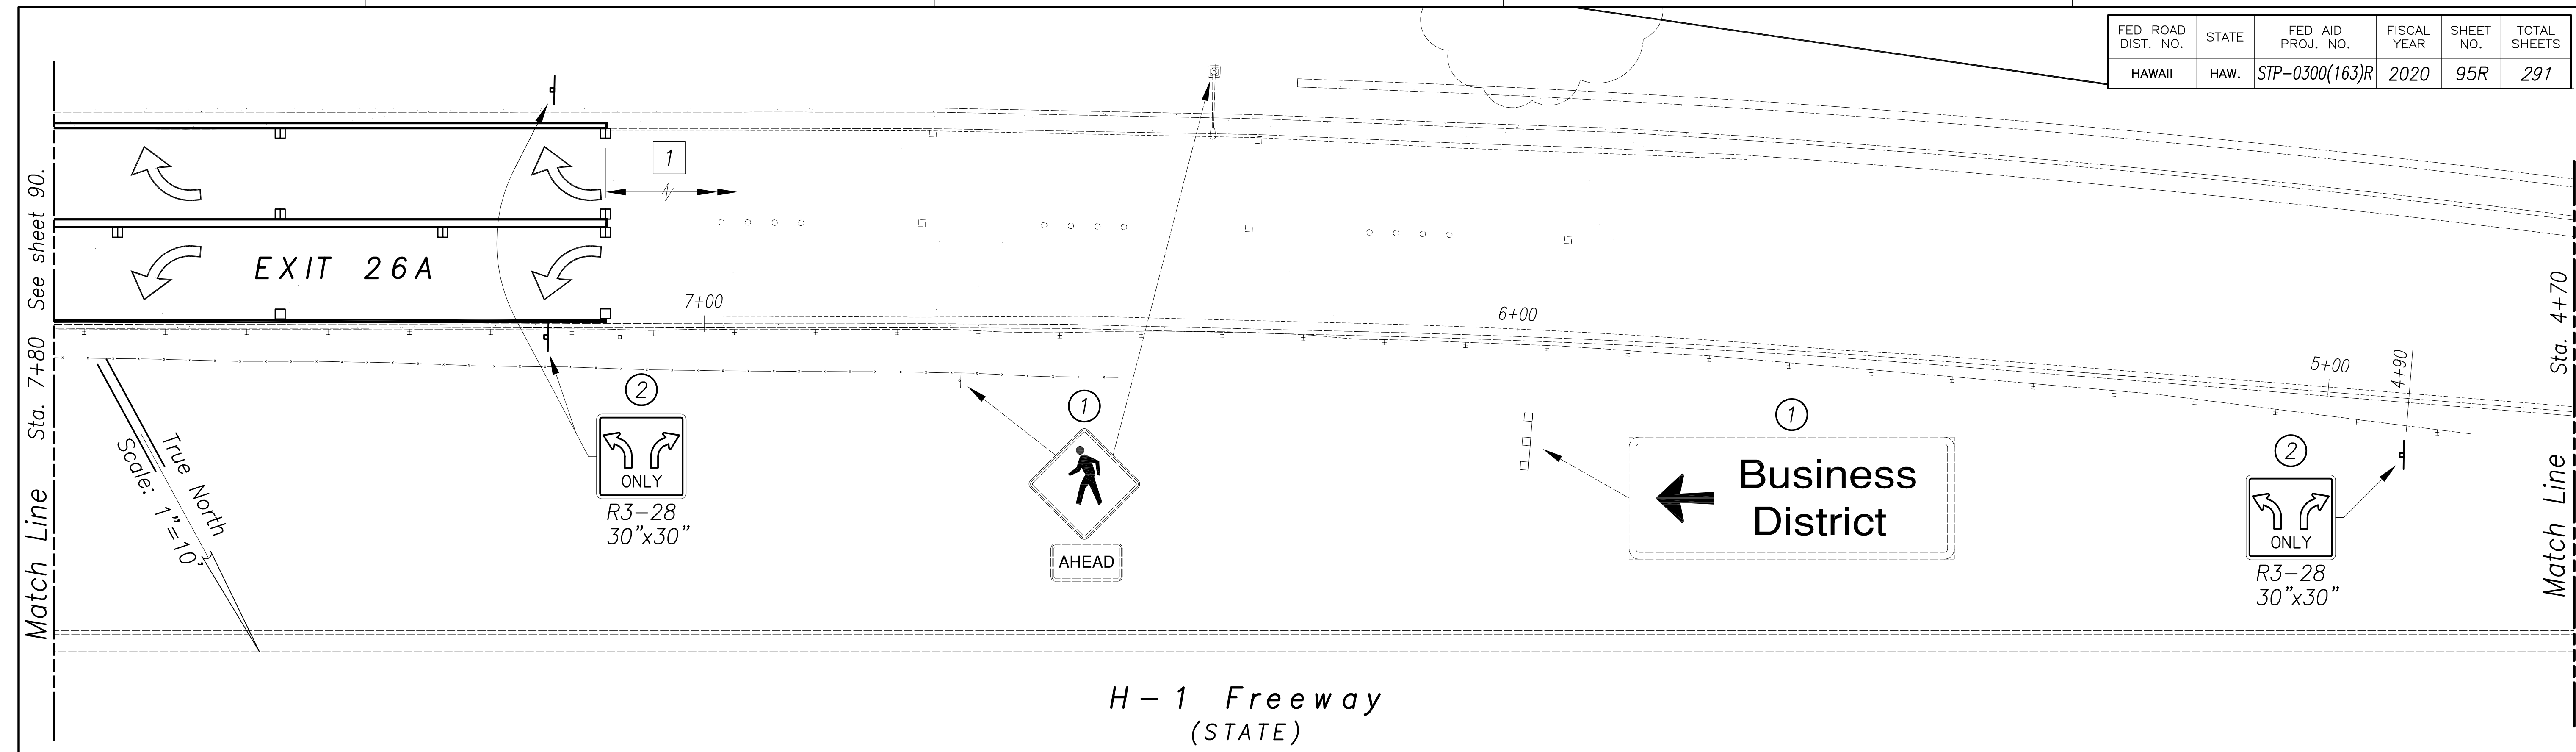 FED ROAD DIST. NO. STATE FED AID PROJ. NO. FISCAL YEAR SHEET NO. TOTAL SHEETS
HAWAII HAW. STP-0300(163)R 2020 95R 291
Match Line Sta. 7+80 See sheet 90.
1
EXIT 26A
7+00
6+00
5+00
4+90
True North
Scale: 1"=10'
2
ONLY
R3-28
30"x30"
1
AHEAD
1
Business
District
2
ONLY
R3-28
30"x30"
Match Line Sta. 4+70
H-1 Freeway
(STATE)